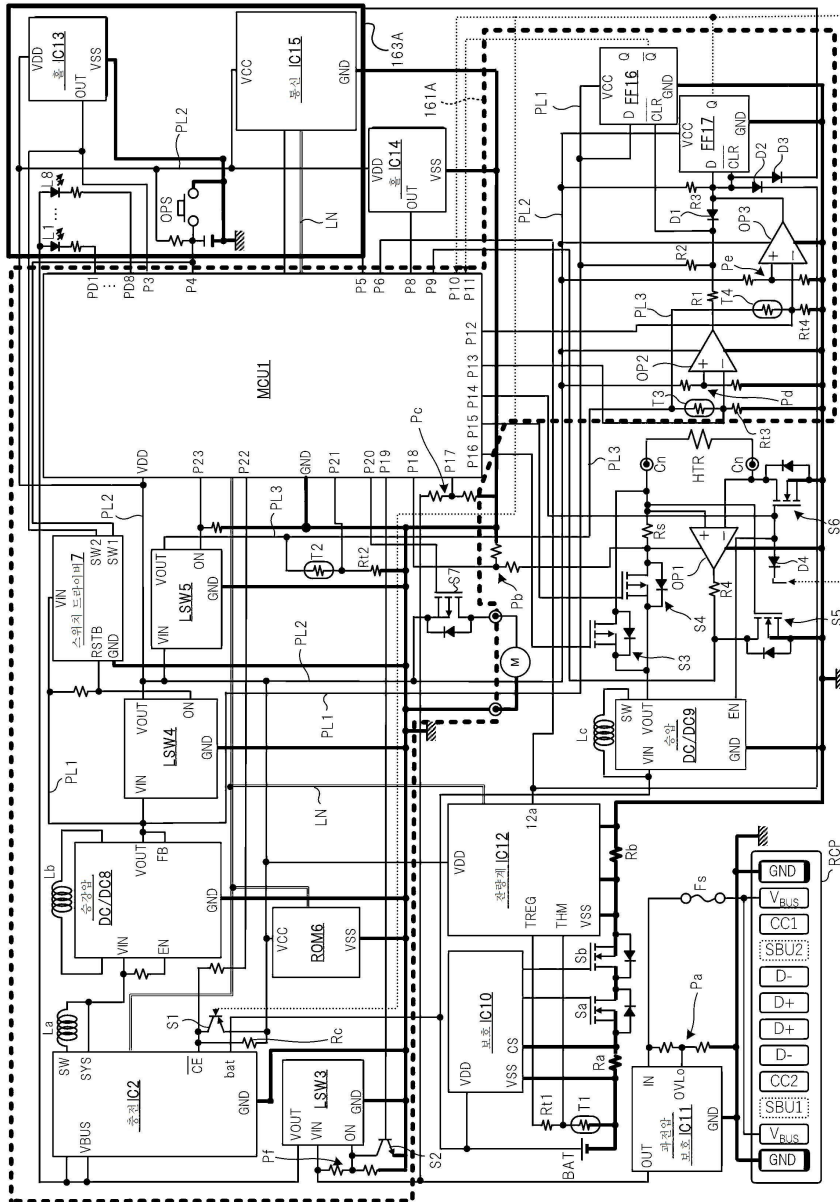 홀 IC13
VDD
VSS
OUT
통신 IC15
VCC
GND
163A
161A
PL2
OPS
L8
L1
...
LN
홀 IC14
VDD
OUT
VSS
PD1
...
PD8
P3
P4
P5
P6
P8
P9
P10
P11
P12
P13
P14
P15
P16
MCU1
VDD
P23
P22
GND
P21
P20
P19
P18
P17
PL1
VCC
D
FF16
Q
Q
CLR
GND
VCC
FF17
D
Q
CLR
GND
D2
D3
R3
D1
OP3
Pe
R2
PL2
PL3
T4
Rt4
R1
OP2
Pd
T3
Rt3
Pc
PL3
Cn
HTR
Cn
Rs
OP1
R4
D4
S6
S5
S4
S3
Pb
S7
M
T2
Rt2
PL3
PL2
PL1
LN
스위치 드라이버7
VIN
RSTB
GND
SW2
SW1
PL2
LSW5
VOUT
ON
VIN
GND
LSW4
VOUT
ON
VIN
GND
PL1
승강압
DC/DC8
Lb
VOUT
FB
VIN
EN
GND
ROM6
VCC
VSS
충전 IC2
La
SW
SYS
VBUS
CE
bat
GND
S1
Rc
LSW3
VOUT
VIN
ON
GND
Pf
S2
승압
DC/DC9
Lc
SW
VOUT
VIN
EN
GND
잔량계 IC12
VDD
12a
TREG
THM
VSS
Rb
Sb
Sa
보호 IC10
VDD
CS
VSS
Ra
Rt1
T1
BAT
과전압
보호 IC11
IN
OVLo
OUT
GND
Pa
Fs
RCP
GND
VBUS
CC1
SBU2
D-
D+
D+
D-
CC2
SBU1
VBUS
GND